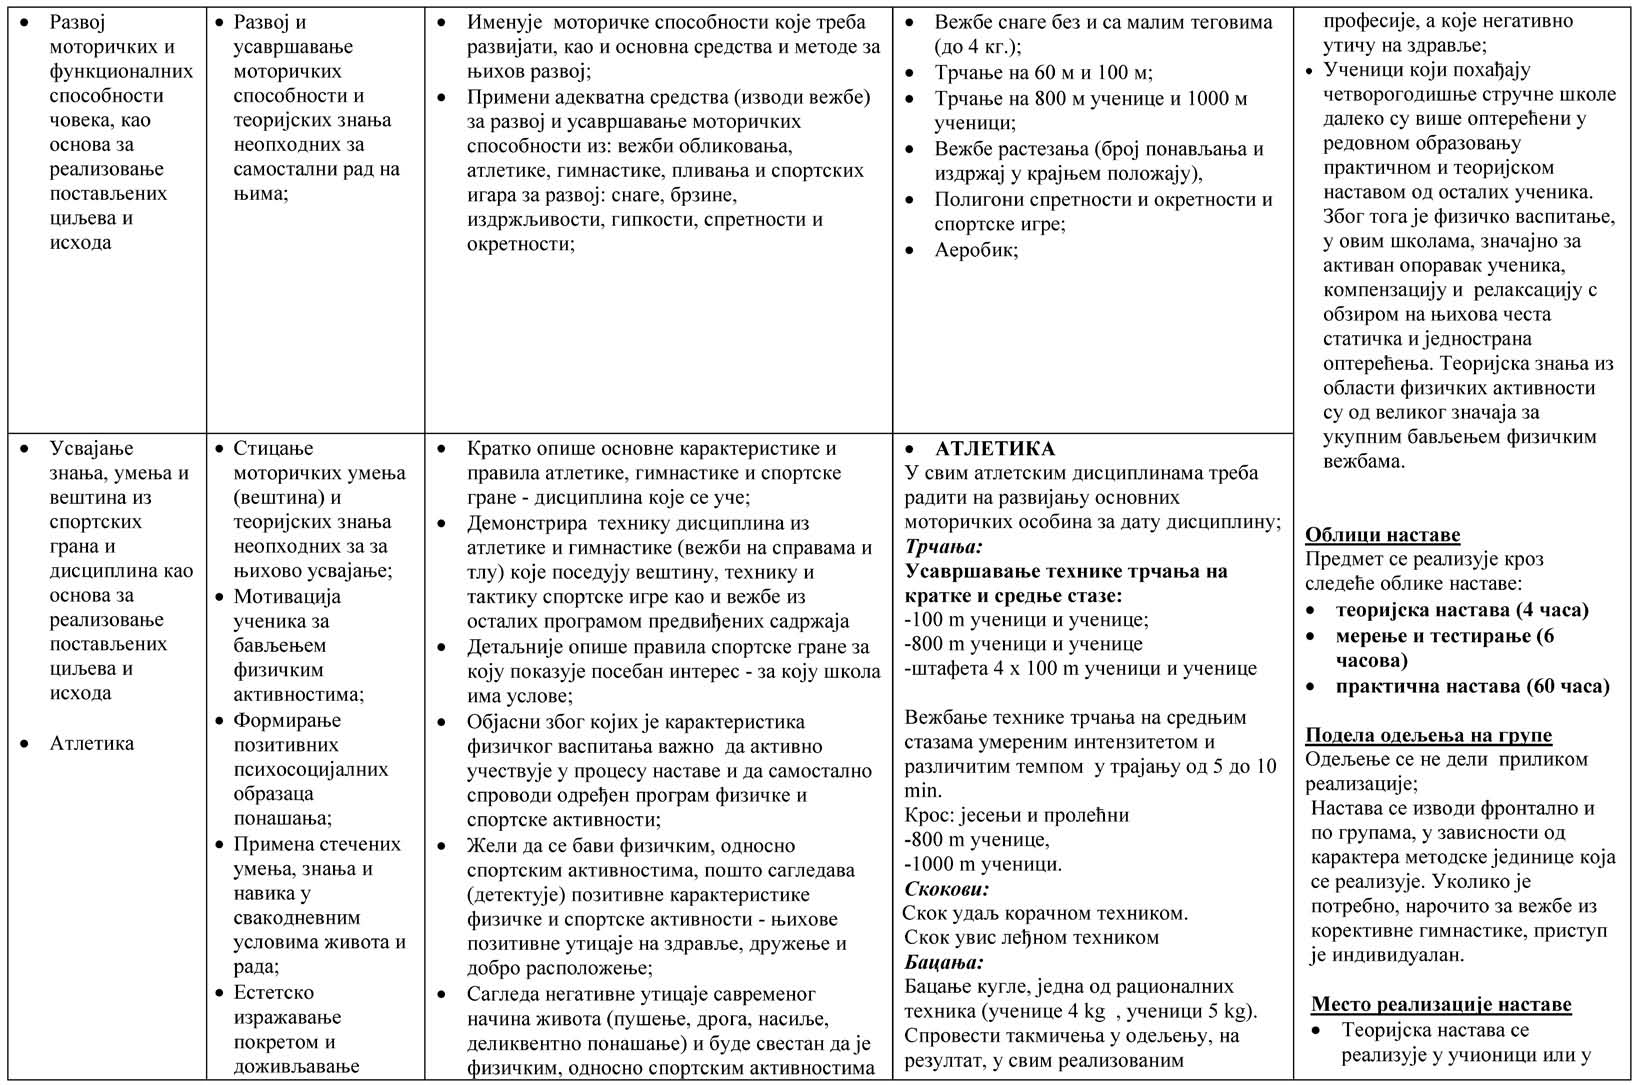 Развој
моторичких и
функционалних
способности
човека, као
основа за
реализовање
постављених
циљева и
исхода
Развој и
усавршавање
моторичких
способности и
теоријских знања
неопходних за
самостални рад на
њима;
Именује моторичке способности које треба
развијати, као и основна средства и методе за
њихов развој;
Примени адекватна средства (изводи вежбе)
за развој и усавршавање моторичких
способности из: вежби обликовања,
атлетике, гимнастике, пливања и спортских
игара за развој: снаге, брзине,
издржљивости, гипкости, спретности и
окретности;
Вежбе снаге без и са малим теговима
(до 4 кг.);
Трчање на 60 м и 100 м;
Трчање на 800 м ученице и 1000 м
ученици;
Вежбе растезања (број понављања и
издржај у крајњем положају),
Полигони спретности и окретности и
спортске игре;
Аеробик;
професије, а које негативно
утичу на здравље;
Ученици који похађају
четворогодишње стручне школе
далеко су више оптерећени у
редовном образовању
практичном и теоријском
наставом од осталих ученика.
Због тога је физичко васпитање,
у овим школама, значајно за
активан опоравак ученика,
компензацију и релаксацију с
обзиром на њихова честа
статичка и једнострана
оптерећења. Теоријска знања из
области физичких активности
су од великог значаја за
укупним бављењем физичким
вежбама.
Усвајање
знања, умења и
вештина из
спортских
грана и
дисциплина као
основа за
реализовање
постављених
циљева и
исхода
Атлетика
Стицање
моторичких умења
(вештина) и
теоријских знања
неопходних за за
њихово усвајање;
Мотивација
ученика за
бављењем
физичким
активностима;
Формирање
позитивних
психосоцијалних
образаца
понашања;
Примена стечених
умења, знања и
навика у
свакодневним
условима живота и
рада;
Естетско
изражавање
покретом и
доживљавање
Кратко опише основне карактеристике и
правила атлетике, гимнастике и спортске
гране - дисциплина које се уче;
Демонстрира технику дисциплина из
атлетике и гимнастике (вежби на справама и
тлу) које поседују вештину, технику и
тактику спортске игре као и вежбе из
осталих програмом предвиђених садржаја
Детаљније опише правила спортске гране за
коју показује посебан интерес - за коју школа
има услове;
Објасни због којих је карактеристика
физичког васпитања важно да активно
учествује у процесу наставе и да самостално
спроводи одређен програм физичке и
спортске активности;
Жели да се бави физичким, односно
спортским активностима, пошто сагледава
(детектује) позитивне карактеристике
физичке и спортске активности - њихове
позитивне утицаје на здравље, дружење и
добро расположење;
Сагледа негативне утицаје савременог
начина живота (пушење, дрога, насиље,
деликвентно понашање) и буде свестан да је
физичким, односно спортским активностима
АТЛЕТИКА
У свим атлетским дисциплинама треба
радити на развијању основних
моторичких особина за дату дисциплину;
Трчања:
Усавршавање технике трчања на
кратке и средње стазе:
-100 m ученици и ученице;
-800 m ученици и ученице
-штафета 4 x 100 m ученици и ученице
Вежбање технике трчања на средњим
стазама умереним интензитетом и
различитим темпом у трајању од 5 до 10
min.
Крос: јесењи и пролећни
-800 m ученице,
-1000 m ученици.
Скокови:
Скок удаљ корачном техником.
Скок увис леђном техником
Бацања:
Бацање кугле, једна од рационалних
техника (ученице 4 kg , ученици 5 kg).
Спровести такмичења у одељењу, на
резултат, у свим реализованим
Облици наставе
Предмет се реализује кроз
следеће облике наставе:
теоријска настава (4 часа)
мерење и тестирање (6
часова)
практична настава (60 часа)
Подела одељења на групе
Одељење се не дели приликом
реализације;
Настава се изводи фронтално и
по групама, у зависности од
карактера методске јединице која
се реализује. Уколико је
потребно, нарочито за вежбе из
корективне гимнастике, приступ
је индивидуалан.
Место реализације наставе
Теоријска настава се
реализује у учионици или у